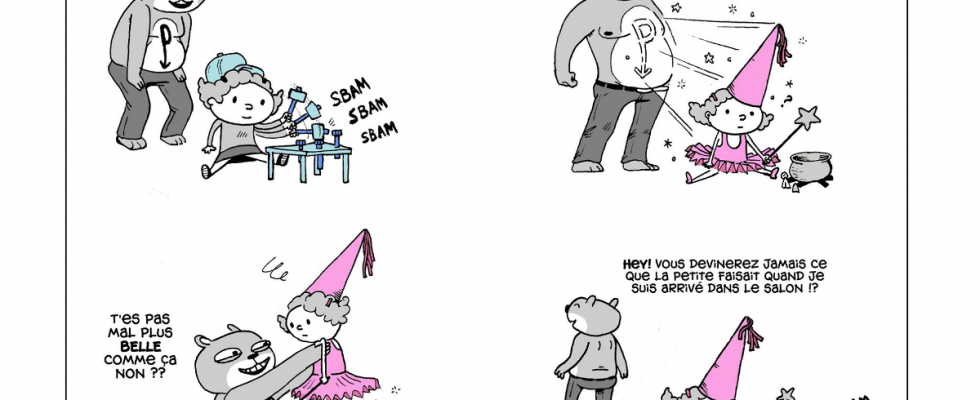 P
SBAM
SBAM
SBAM
P
?
T'ES PAS
MAL PLUS
BELLE
COMME ÇA
NON ??
HEY! VOUS DEVINEREZ JAMAIS CE
QUE LA PETITE FAISAIT QUAND JE
SUIS ARRIVÉ DANS LE SALON !?